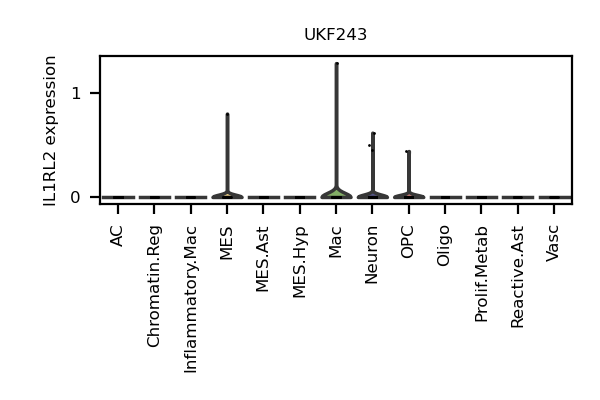 UKF243
IL1RL2 expression
1
0
AC
Chromatin.Reg
Inflammatory.Mac
MES
MES.Ast
MES.Hyp
Mac
Neuron
OPC
Oligo
Prolif.Metab
Reactive.Ast
Vasc